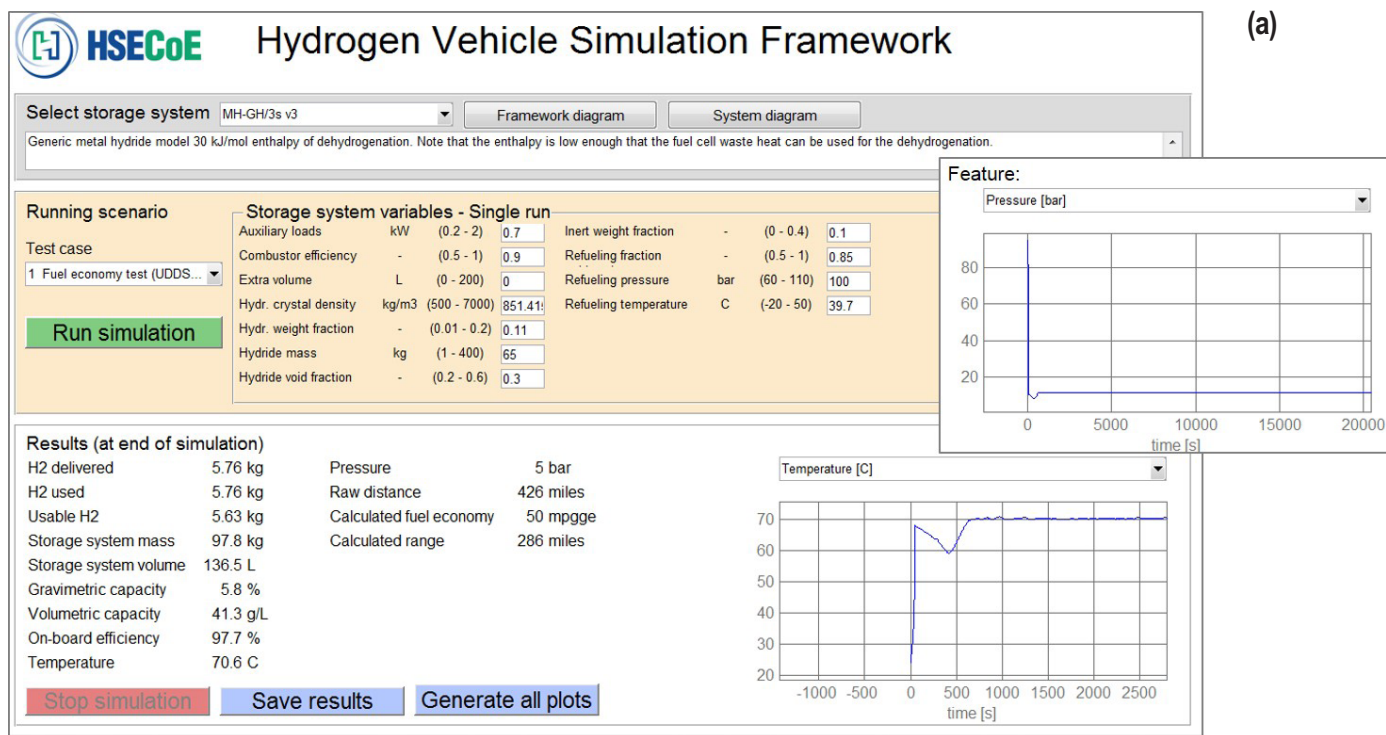 (a)
HSECoE Hydrogen Vehicle Simulation Framework
Select storage system MH-GH/3s v3 Framework diagram System diagram
Generic metal hydride model 30 kJ/mol enthalpy of dehydrogenation. Note that the enthalpy is low enough that the fuel cell waste heat can be used for the dehydrogenation.
Running scenario
Test case
1 Fuel economy test (UDDS...
Run simulation
Storage system variables - Single run
Auxiliary loads kW (0.2 - 2) 0.7 Inert weight fraction - (0 - 0.4) 0.1
Combustor efficiency - (0.5 - 1) 0.9 Refueling fraction - (0.5 - 1) 0.85
Extra volume L (0 - 200) 0 Refueling pressure bar (60 - 110) 100
Hydr. crystal density kg/m3 (500 - 7000) 851.41 Refueling temperature C (-20 - 50) 39.7
Hydr. weight fraction - (0.01 - 0.2) 0.11
Hydride mass kg (1 - 400) 65
Hydride void fraction - (0.2 - 0.6) 0.3
Feature:
Pressure [bar]
80
60
40
20
0 5000 10000 15000 20000
time [s]
Results (at end of simulation)
H2 delivered 5.76 kg Pressure 5 bar
H2 used 5.76 kg Raw distance 426 miles
Usable H2 5.63 kg Calculated fuel economy 50 mpgge
Storage system mass 97.8 kg Calculated range 286 miles
Storage system volume 136.5 L
Gravimetric capacity 5.8 %
Volumetric capacity 41.3 g/L
On-board efficiency 97.7 %
Temperature 70.6 C
Stop simulation Save results Generate all plots
Temperature [C]
70
60
50
40
30
20
-1000 -500 0 500 1000 1500 2000 2500
time [s]